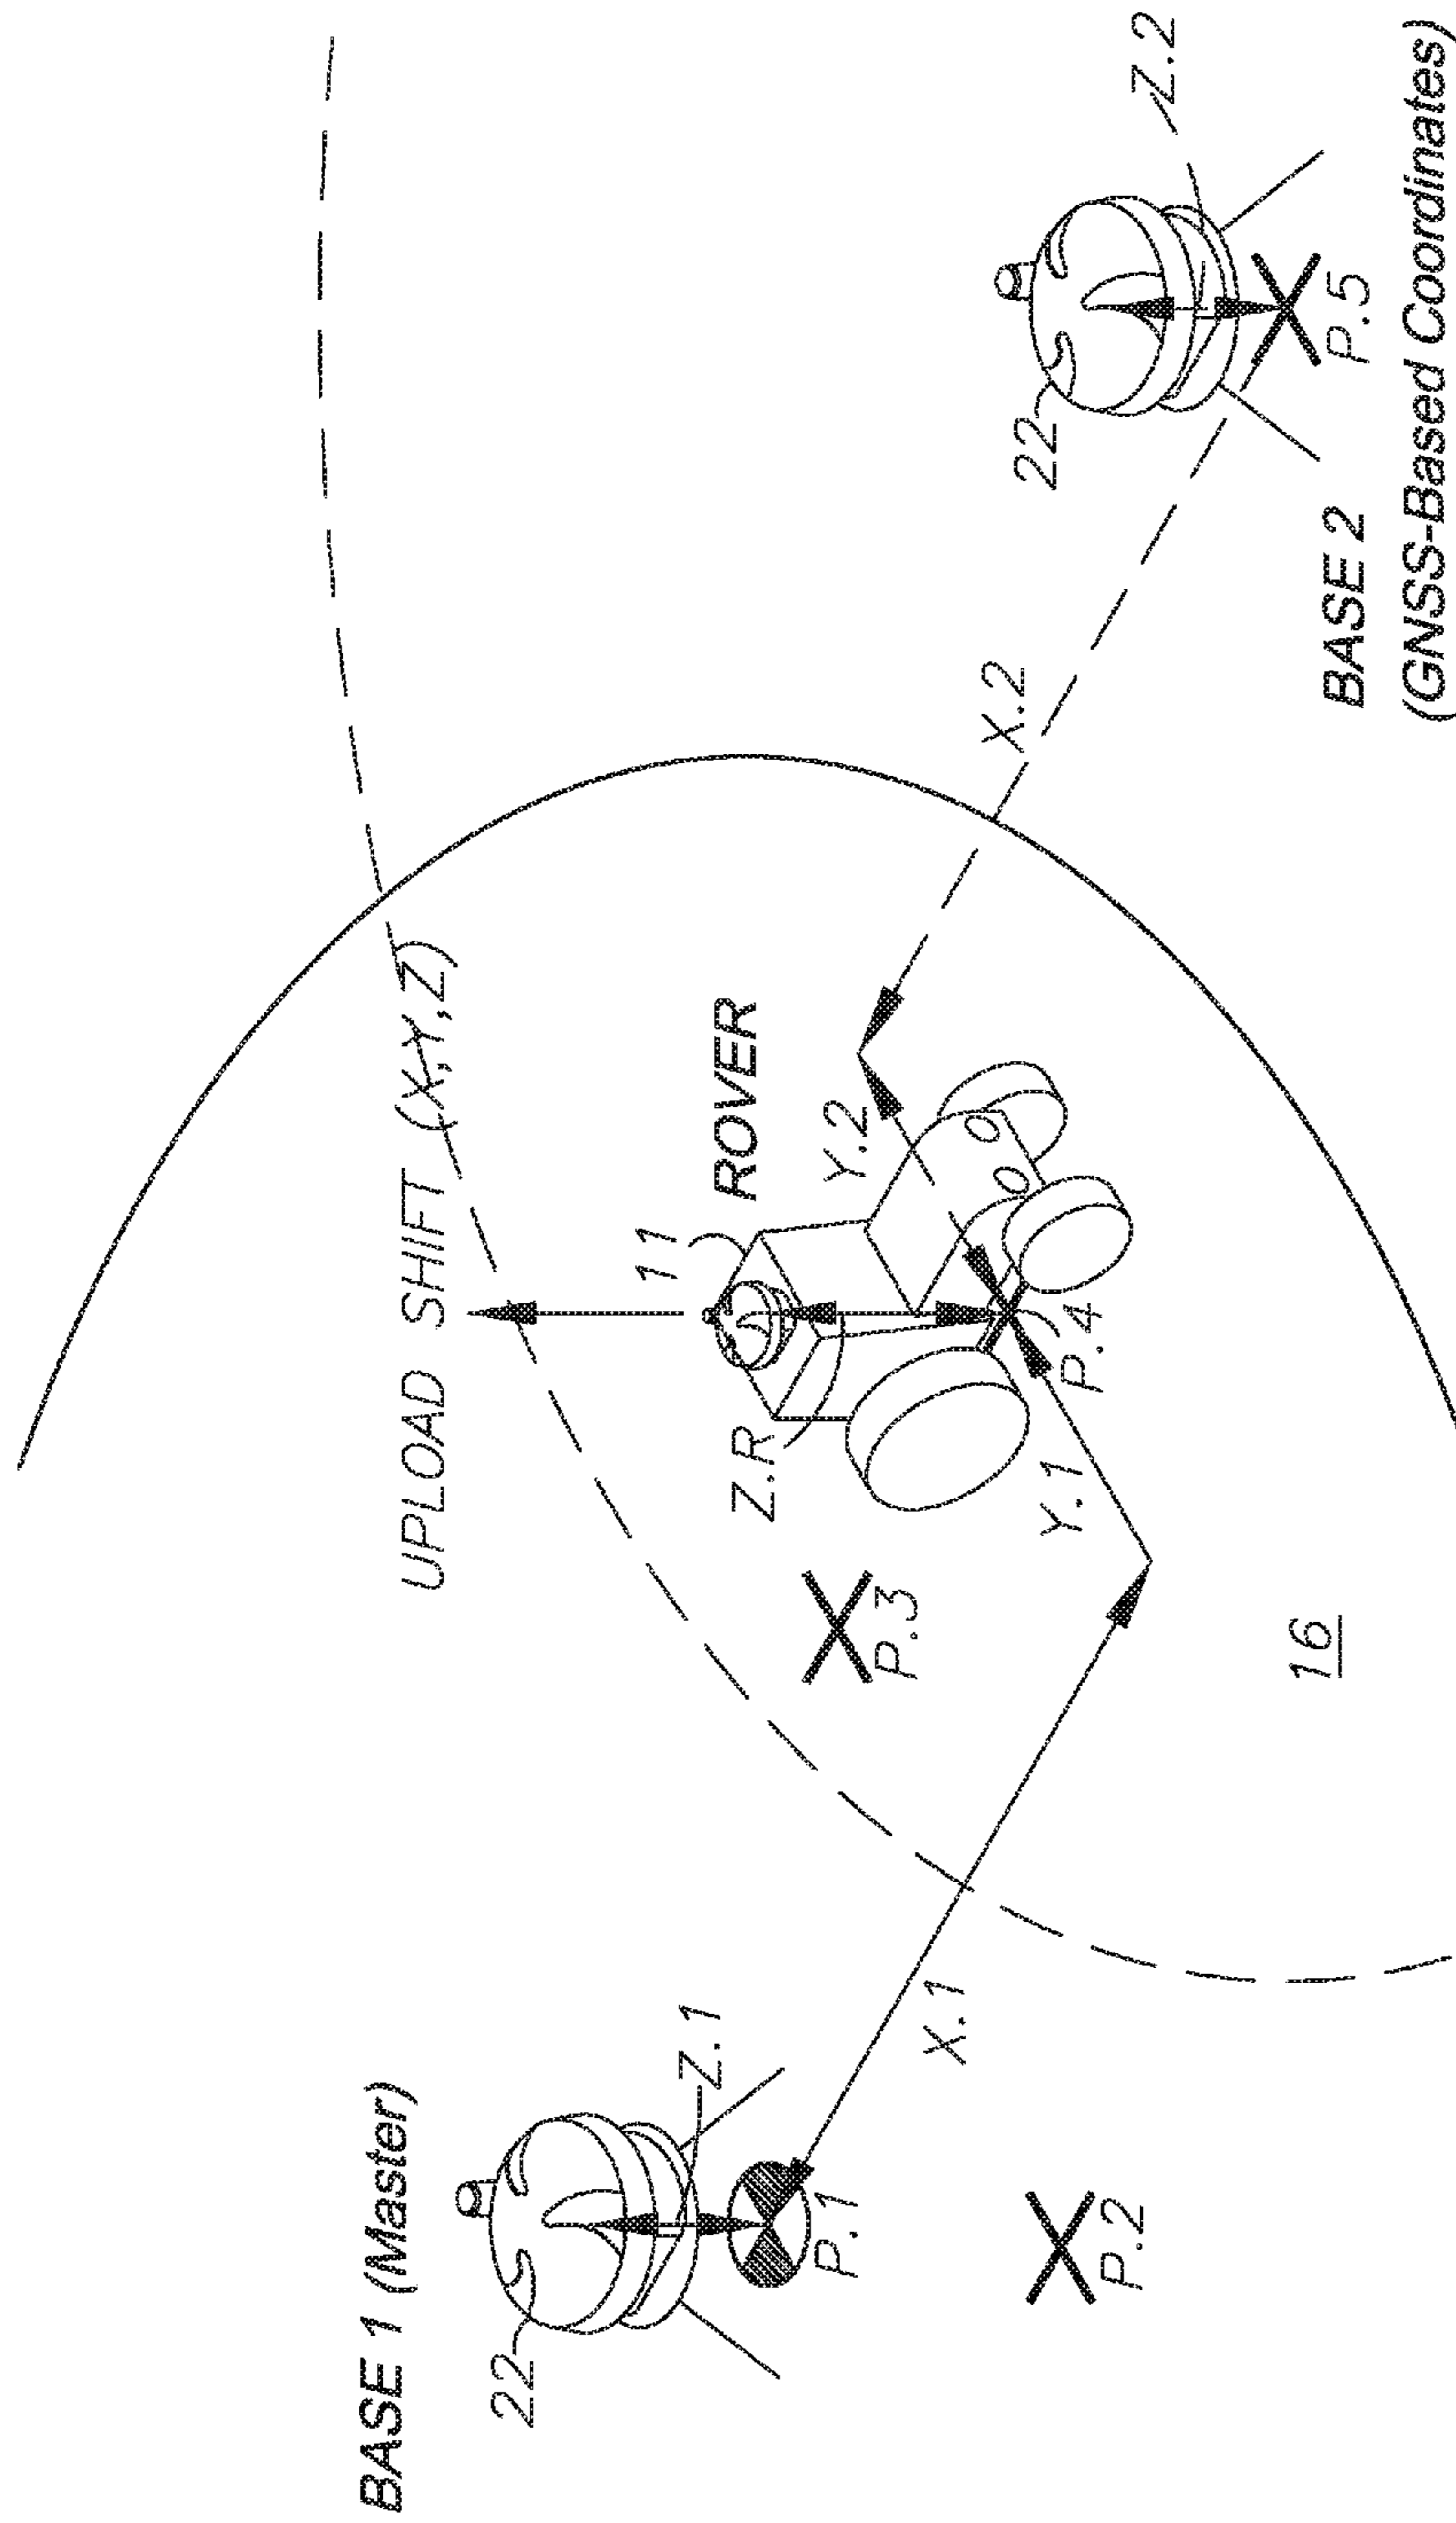 BASE 1 (Master)
22
Z.1
P.1
P.2
X.1
UPLOAD SHIFT (X,Y,Z)
11
ROVER
Z.R
Y.2
P.3
P.4
Y.1
16
X.2
22
Z.2
P.5
BASE 2
(GNSS-Based Coordinates)